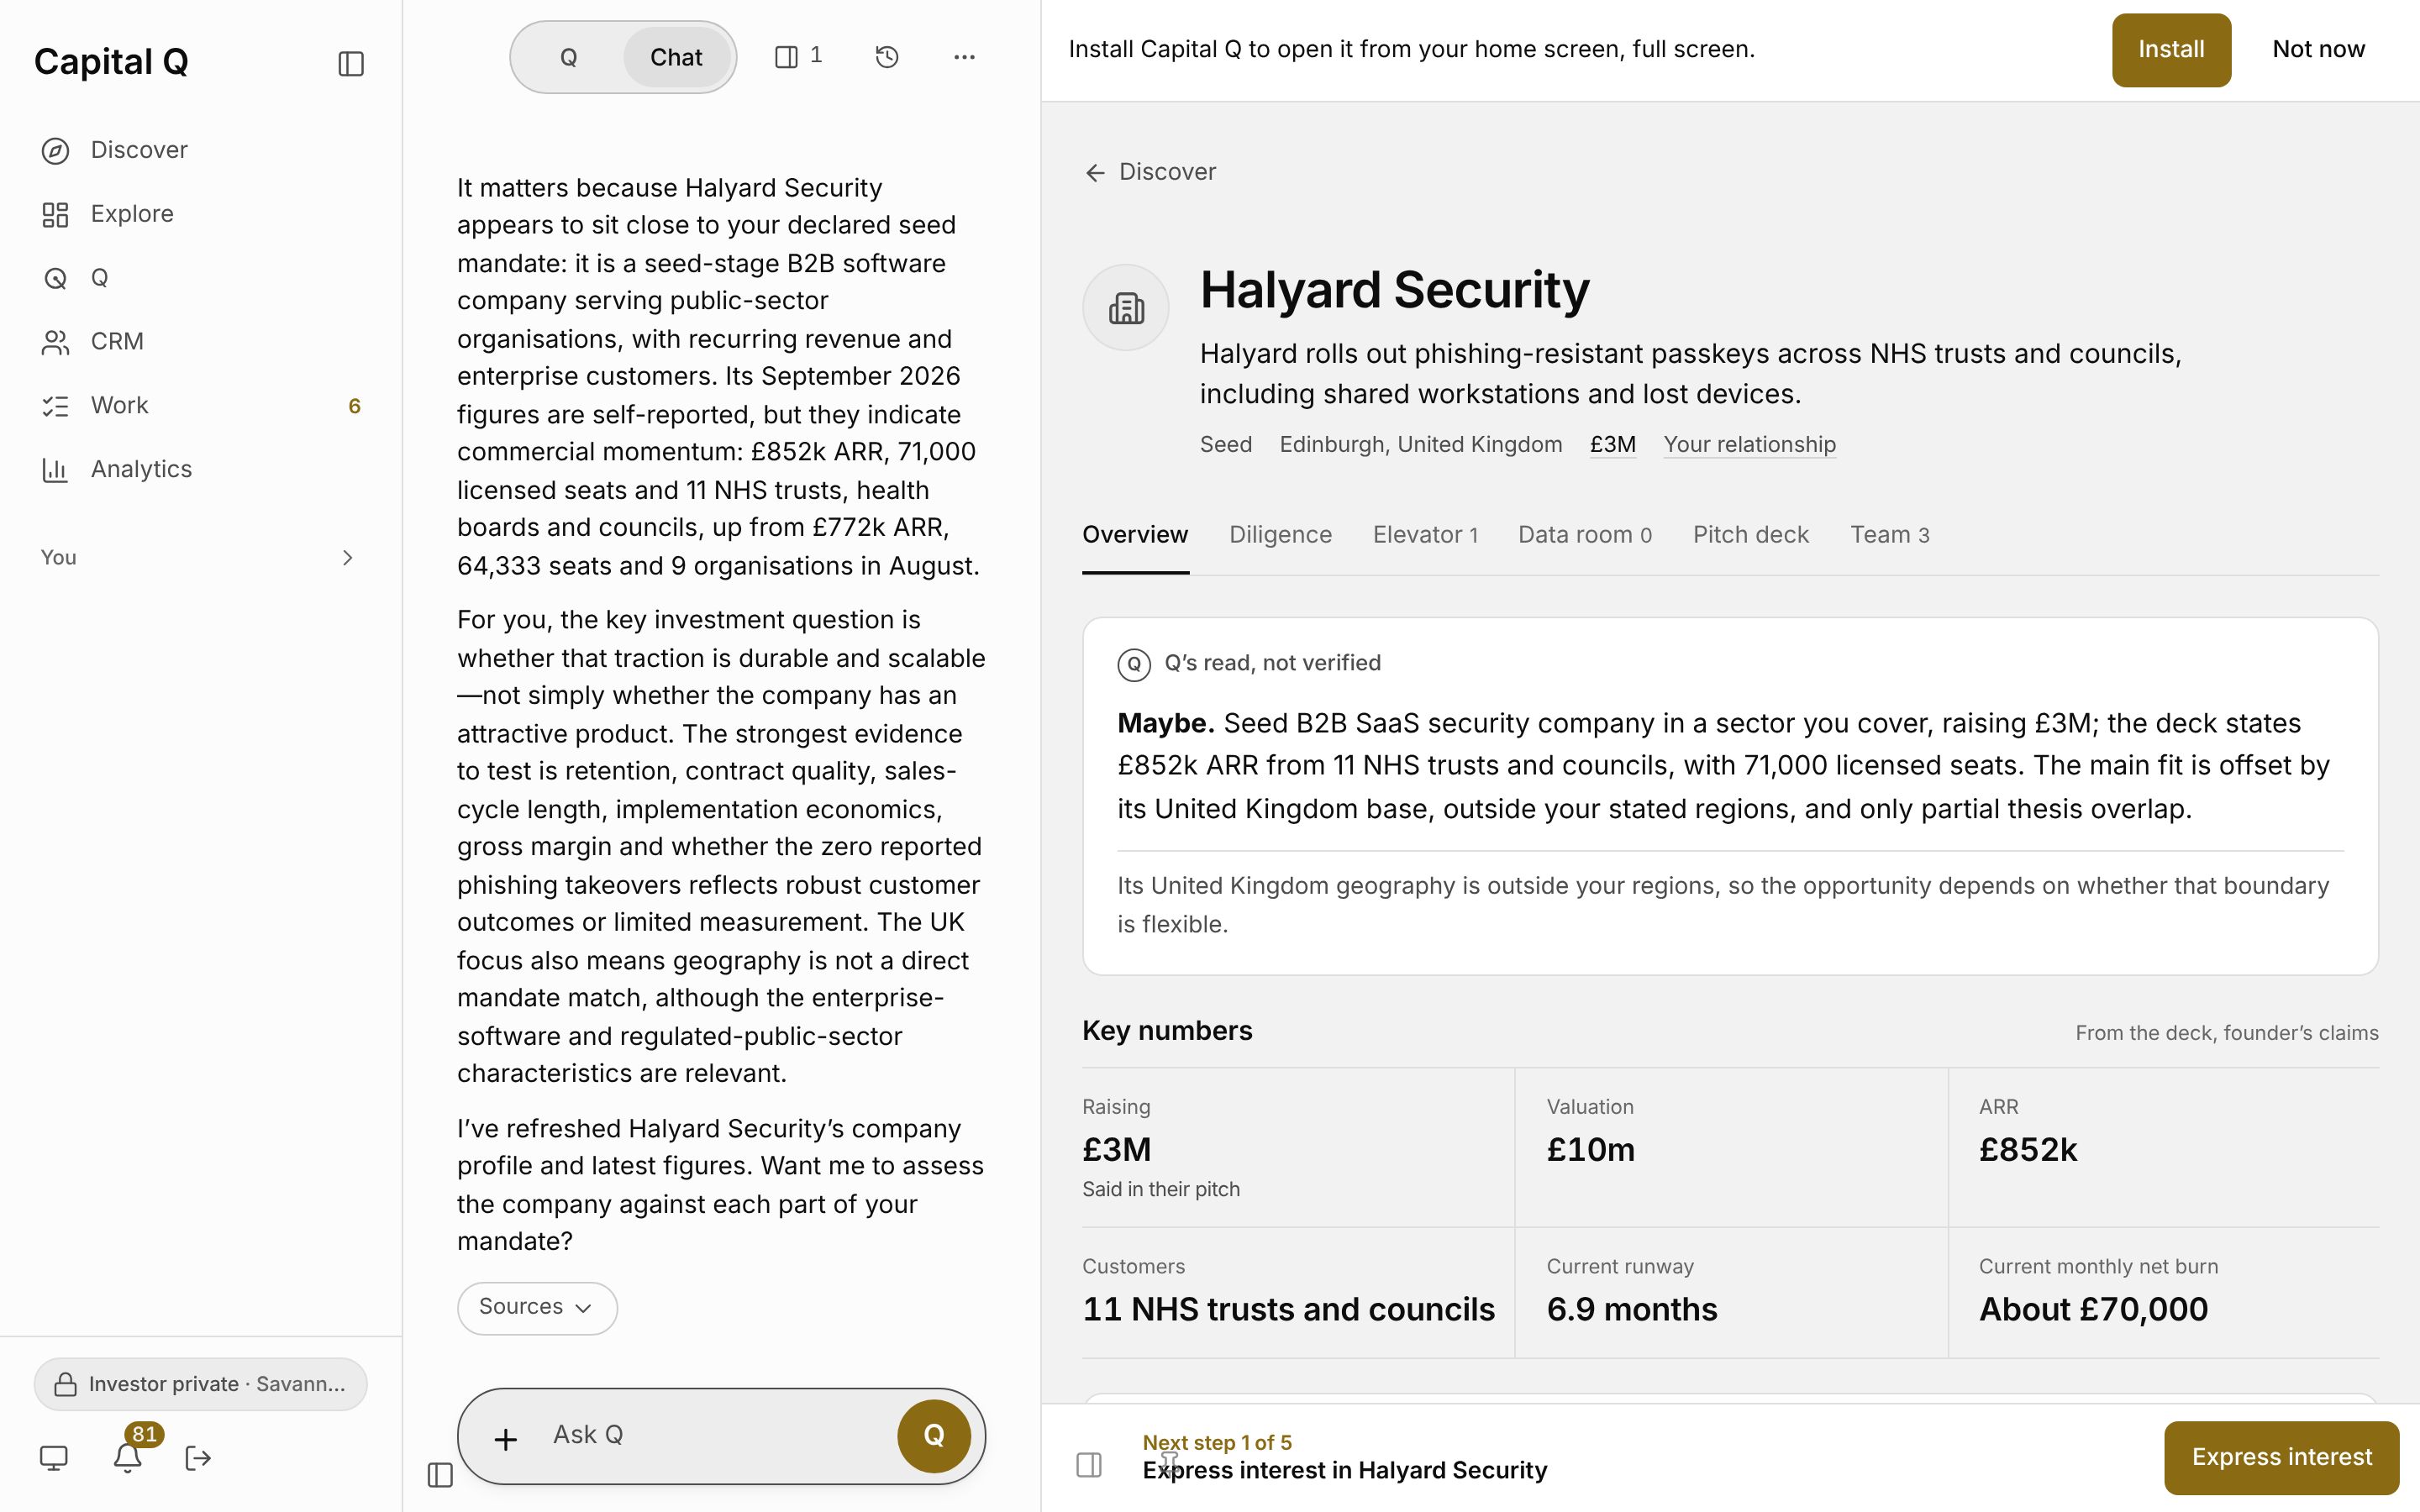 Capital Q
Discover
Explore
Q
CRM
Work 6
Analytics
You
Investor private · Savann...
81
Q Chat 1
It matters because Halyard Security
appears to sit close to your declared seed
mandate: it is a seed-stage B2B software
company serving public-sector
organisations, with recurring revenue and
enterprise customers. Its September 2026
figures are self-reported, but they indicate
commercial momentum: £852k ARR, 71,000
licensed seats and 11 NHS trusts, health
boards and councils, up from £772k ARR,
64,333 seats and 9 organisations in August.
For you, the key investment question is
whether that traction is durable and scalable
—not simply whether the company has an
attractive product. The strongest evidence
to test is retention, contract quality, sales-
cycle length, implementation economics,
gross margin and whether the zero reported
phishing takeovers reflects robust customer
outcomes or limited measurement. The UK
focus also means geography is not a direct
mandate match, although the enterprise-
software and regulated-public-sector
characteristics are relevant.
I’ve refreshed Halyard Security’s company
profile and latest figures. Want me to assess
the company against each part of your
mandate?
Sources
Ask Q
Q
Install Capital Q to open it from your home screen, full screen.
Install
Not now
Discover
Halyard Security
Halyard rolls out phishing-resistant passkeys across NHS trusts and councils,
including shared workstations and lost devices.
Seed Edinburgh, United Kingdom £3M Your relationship
Overview Diligence Elevator 1 Data room 0 Pitch deck Team 3
Q Q’s read, not verified
Maybe. Seed B2B SaaS security company in a sector you cover, raising £3M; the deck states
£852k ARR from 11 NHS trusts and councils, with 71,000 licensed seats. The main fit is offset by
its United Kingdom base, outside your stated regions, and only partial thesis overlap.
Its United Kingdom geography is outside your regions, so the opportunity depends on whether that boundary
is flexible.
Key numbers
From the deck, founder’s claims
Raising
£3M
Said in their pitch
Valuation
£10m
ARR
£852k
Customers
11 NHS trusts and councils
Current runway
6.9 months
Current monthly net burn
About £70,000
Next step 1 of 5
Express interest in Halyard Security
Express interest